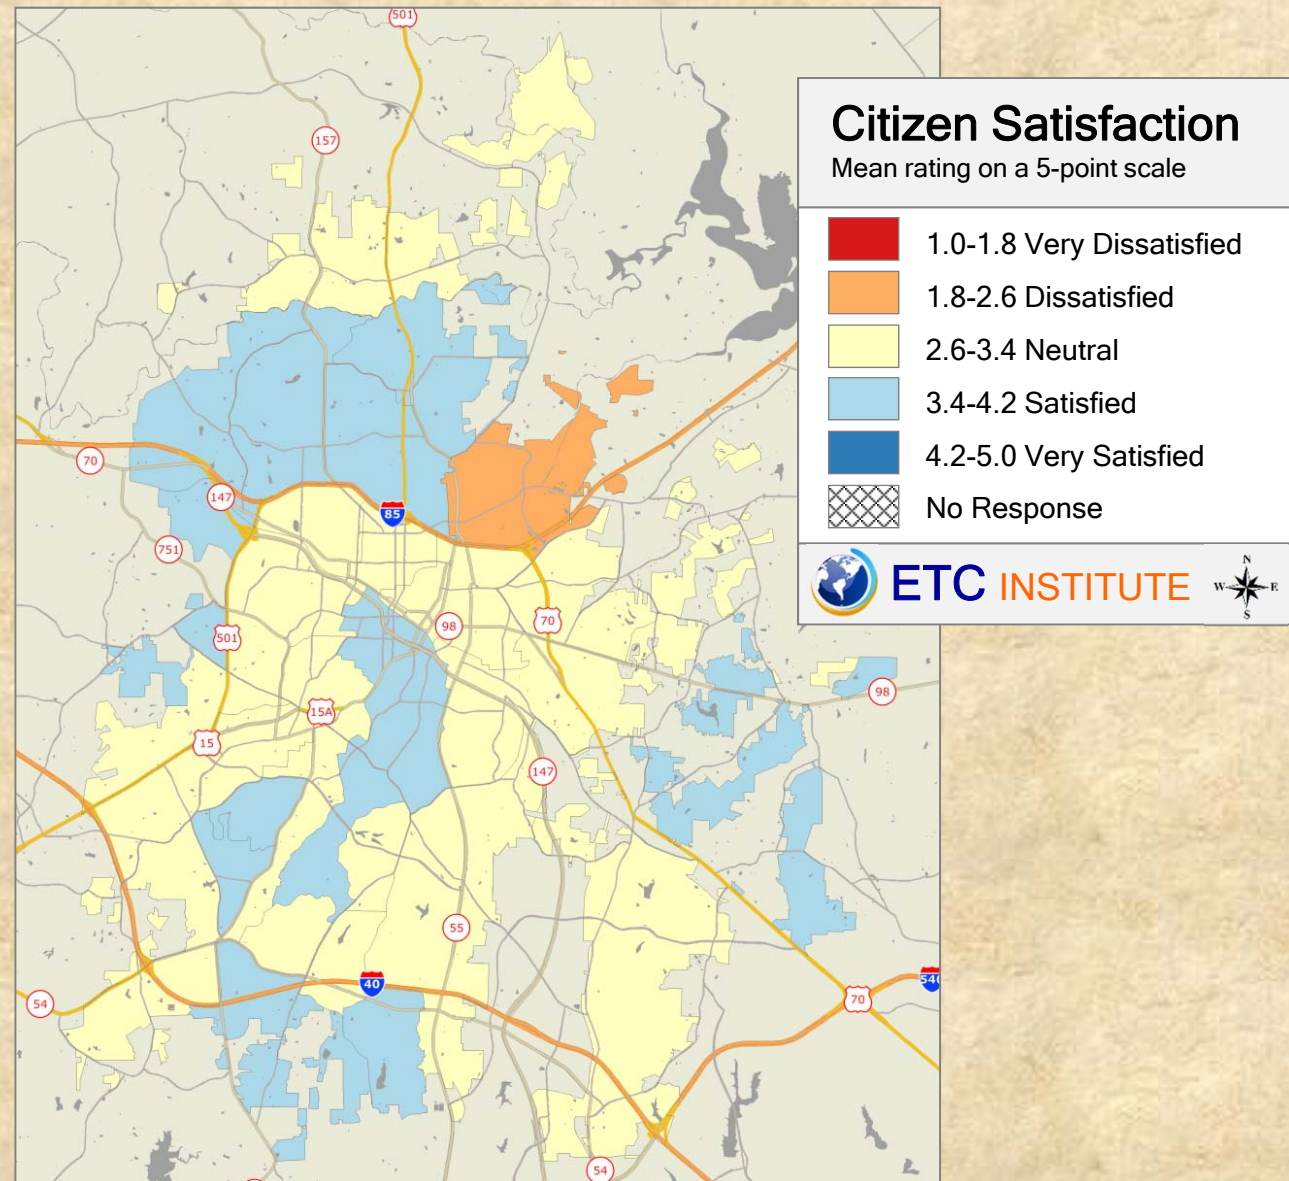 501
157
Citizen Satisfaction
Mean rating on a 5-point scale
1.0-1.8 Very Dissatisfied
1.8-2.6 Dissatisfied
2.6-3.4 Neutral
3.4-4.2 Satisfied
4.2-5.0 Very Satisfied
No Response
ETC INSTITUTE
N
W
E
S
70
147
85
751
501
98
70
98
15A
15
147
55
40
54
540
70
54